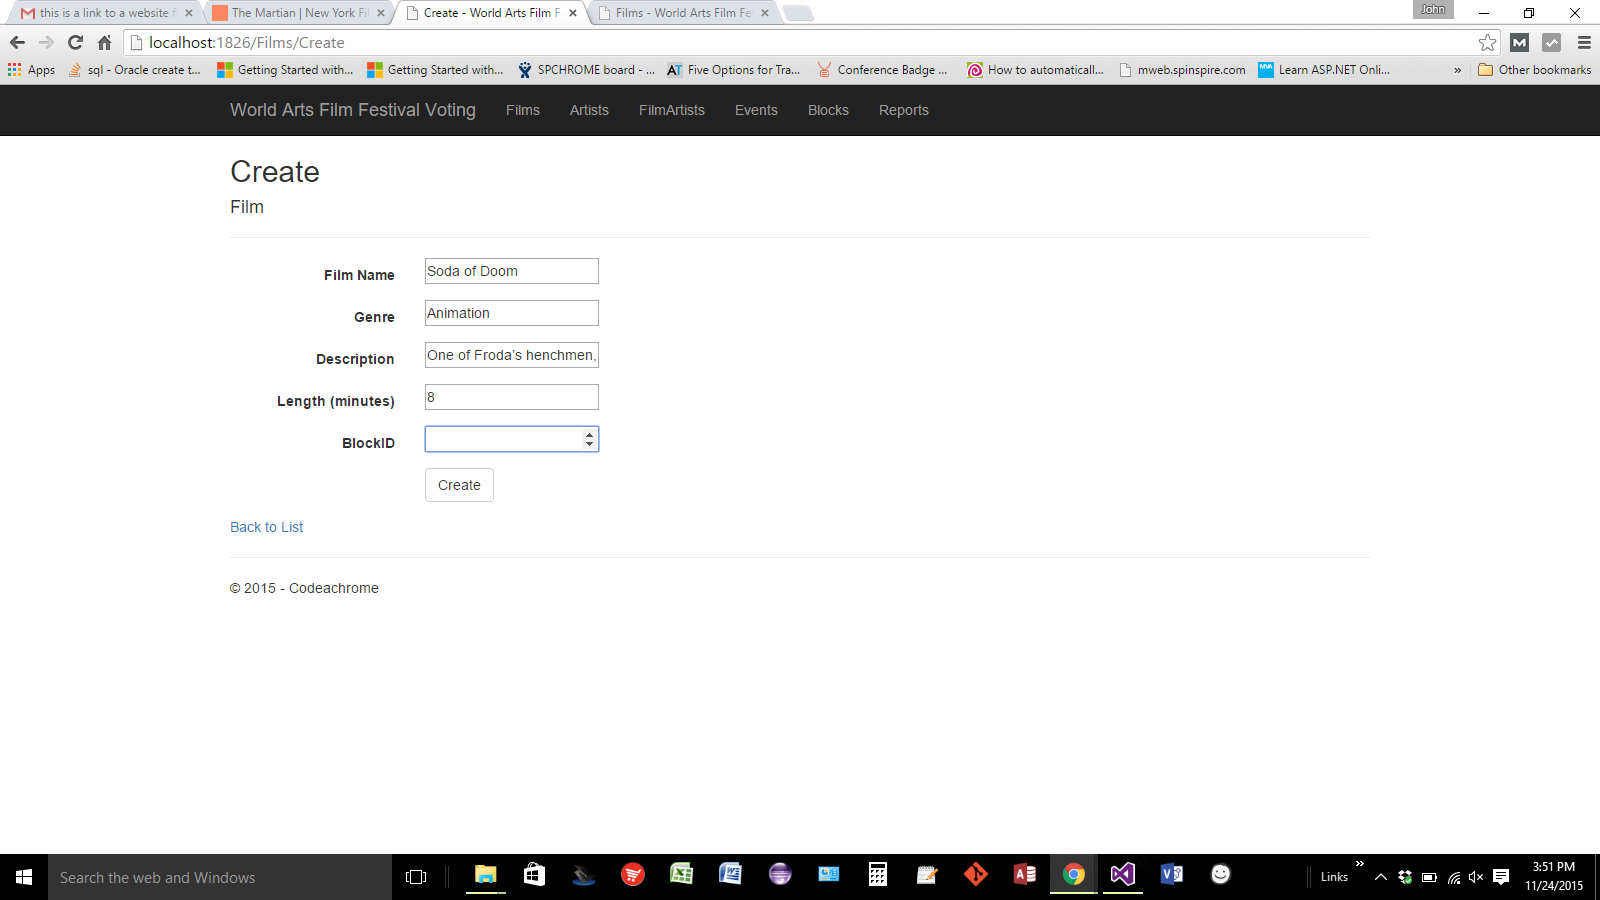 this is a link to a website f
The Martian | New York Fil
Create - World Arts Film F
Films - World Arts Film Fe
John
localhost:1826/Films/Create
Apps
sql - Oracle create t...
Getting Started with...
Getting Started with...
SPCHROME board - ...
Five Options for Tra...
Conference Badge ...
How to automaticall...
mweb.spinspire.com
Learn ASP.NET Onli...
»
Other bookmarks
World Arts Film Festival Voting
Films
Artists
FilmArtists
Events
Blocks
Reports
Create
Film
Film Name
Soda of Doom
Genre
Animation
Description
One of Froda's henchmen,
Length (minutes)
8
BlockID
Create
Back to List
© 2015 - Codeachrome
Search the web and Windows
Links
»
3:51 PM
11/24/2015